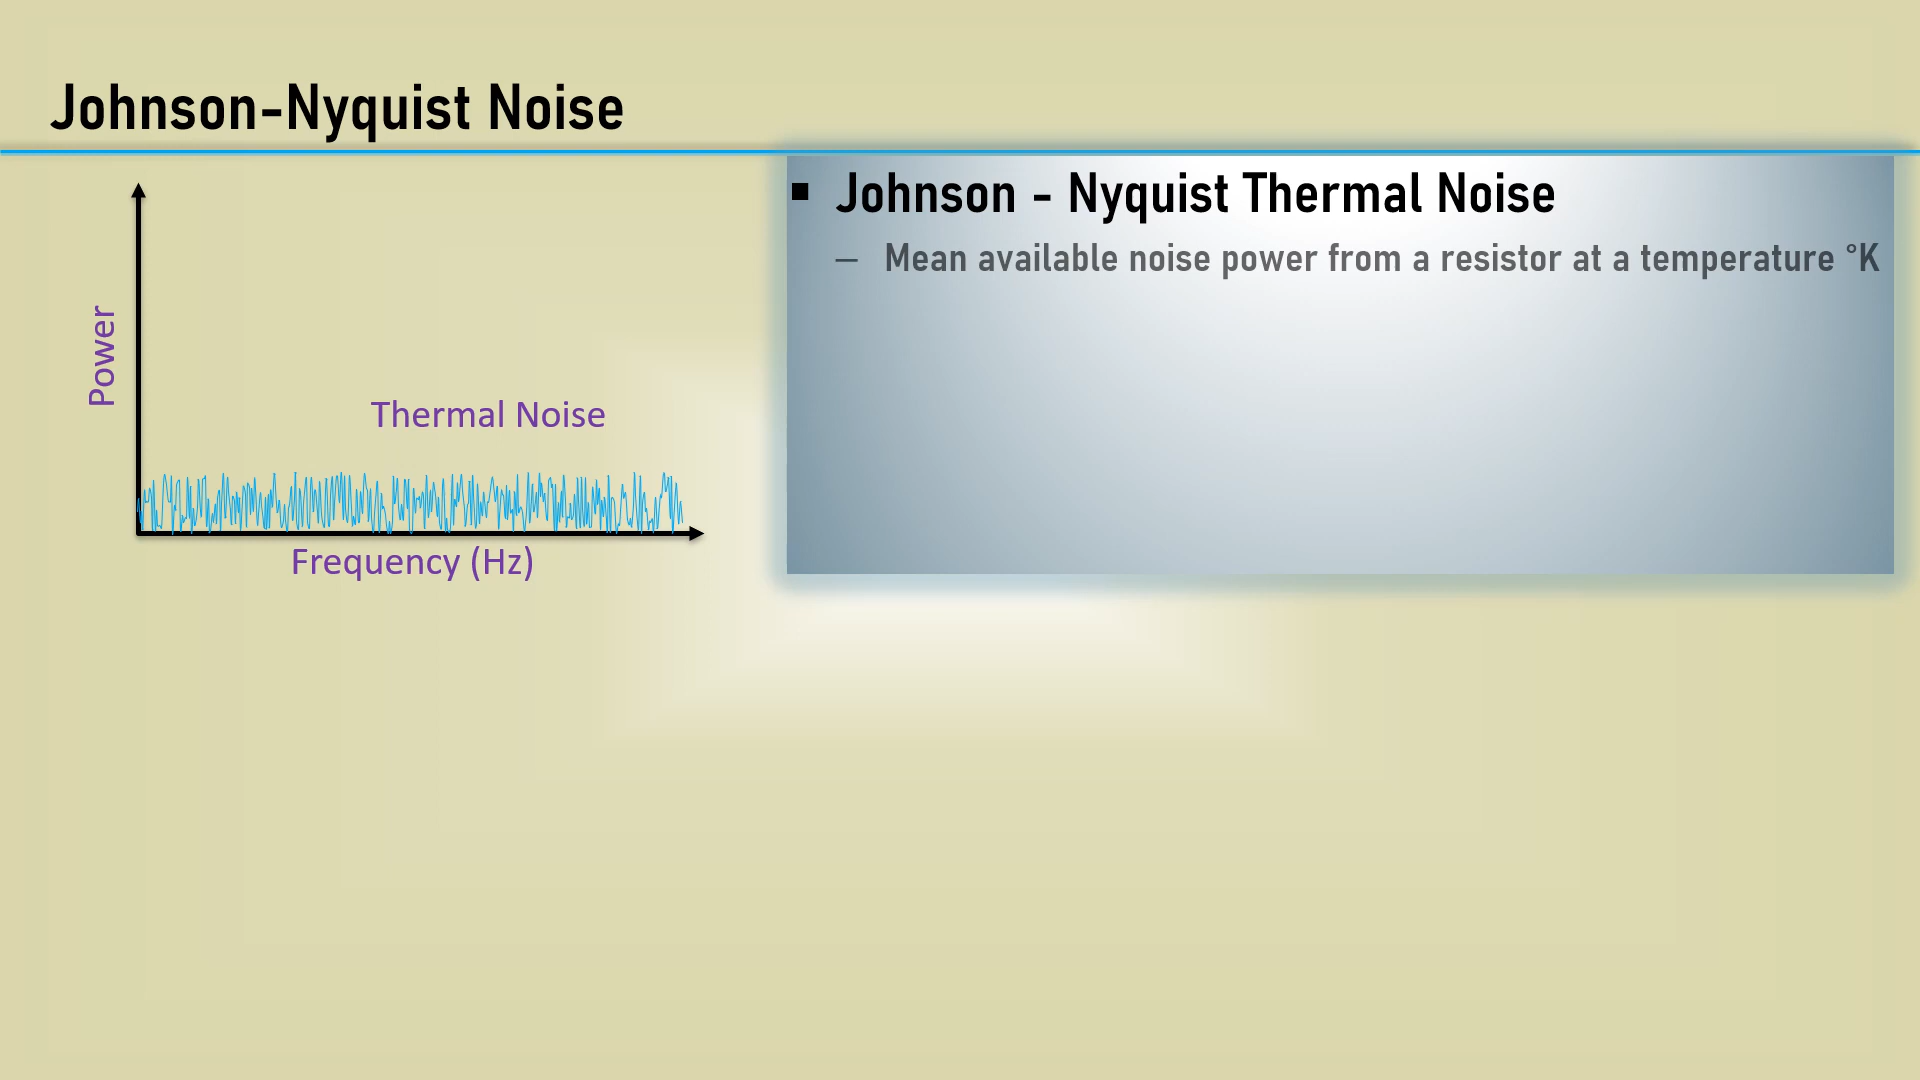 Johnson-Nyquist Noise
Power
Thermal Noise
Frequency (Hz)
▪ Johnson - Nyquist Thermal Noise
– Mean available noise power from a resistor at a temperature °K